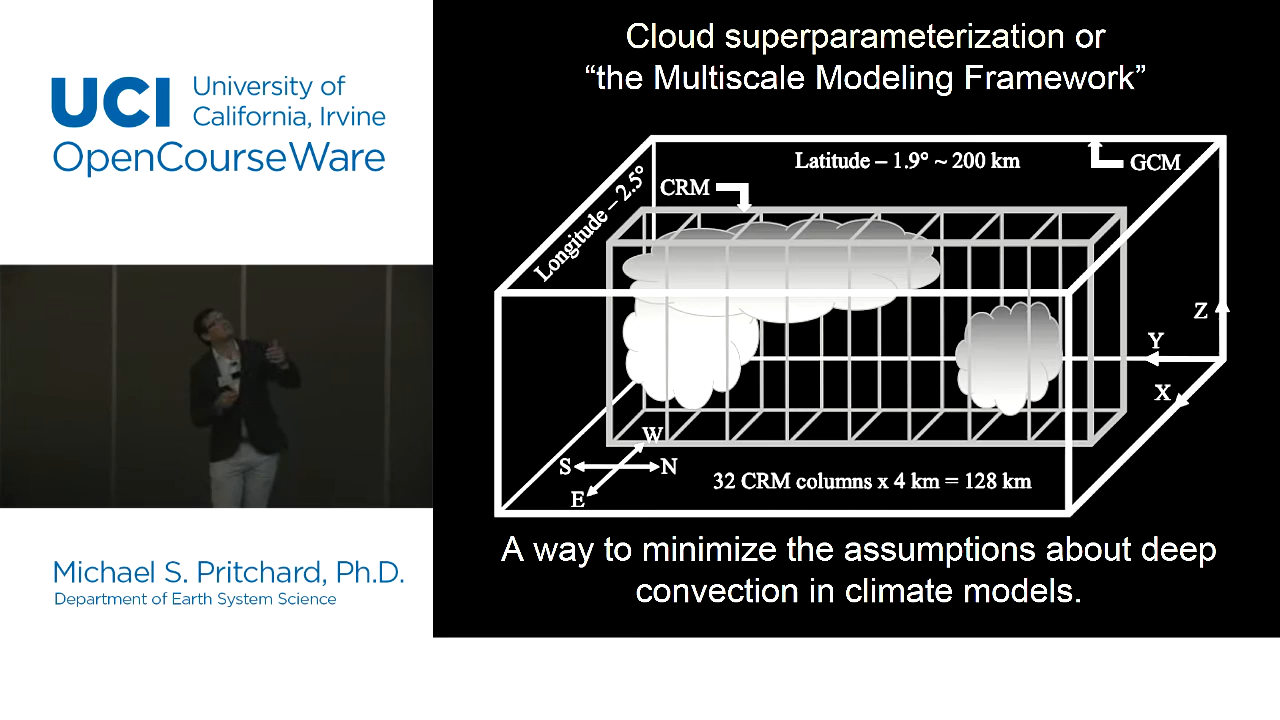 UCI University of
California, Irvine
OpenCourseWare
Michael S. Pritchard, Ph.D.
Department of Earth System Science
Cloud superparameterization or
“the Multiscale Modeling Framework”
Latitude – 1.9° ~ 200 km
GCM
CRM
Longitude – 2.5°
Z
Y
X
W
S
N
E
32 CRM columns x 4 km = 128 km
A way to minimize the assumptions about deep
convection in climate models.